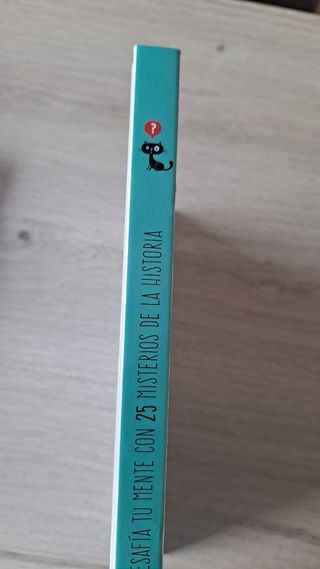 ?
ESAFÍA TU MENTE CON 25 MISTERIOS DE LA HISTORIA